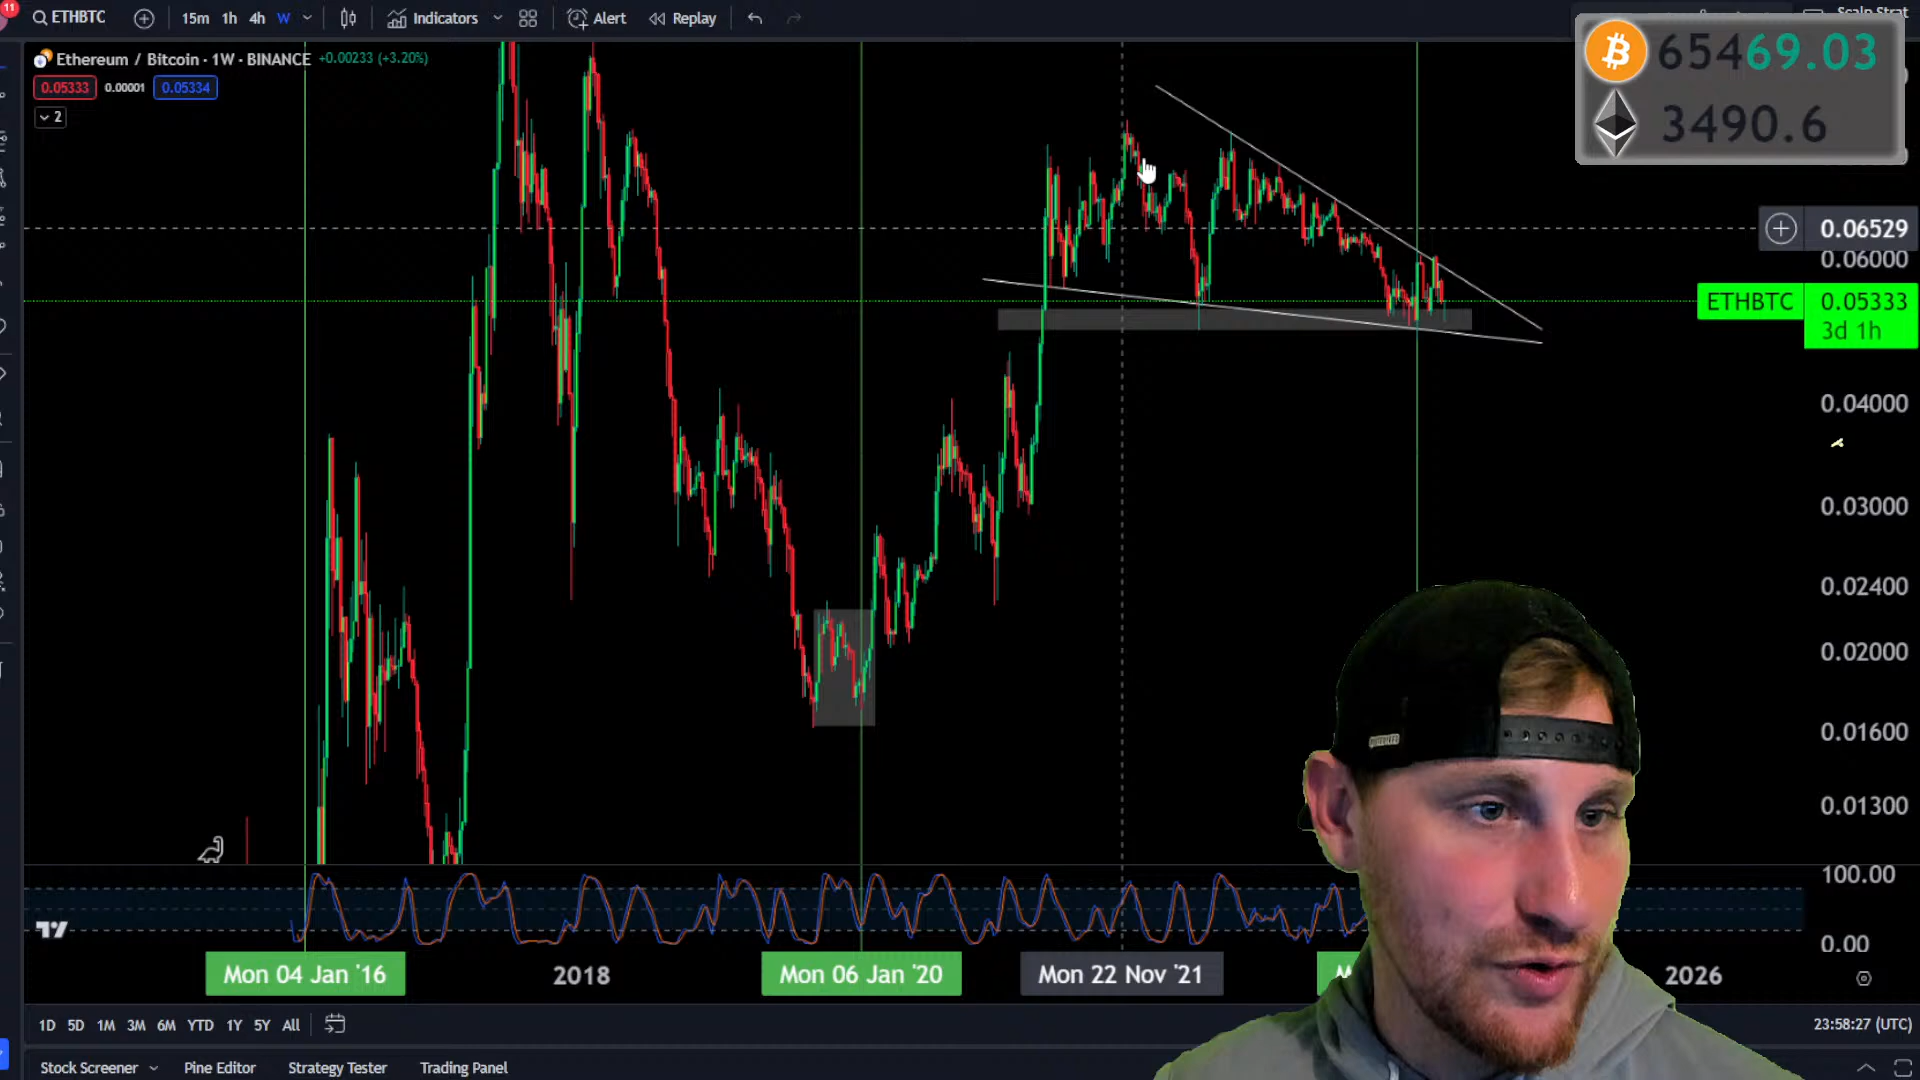 11
ETHBTC
15m 1h 4h W
Indicators
Alert
Replay
Scalp Strat
Ethereum / Bitcoin · 1W · BINANCE +0.00233 (+3.20%)
0.05333 0.00001 0.05334
2
65469.03
3490.6
0.06529
0.06000
ETHBTC 0.05333
3d 1h
0.04000
0.03000
0.02400
0.02000
0.01600
0.01300
100.00
0.00
Mon 04 Jan '16 2018 Mon 06 Jan '20 Mon 22 Nov '21 2026
1D 5D 1M 3M 6M YTD 1Y 5Y All
23:58:27 (UTC)
Stock Screener Pine Editor Strategy Tester Trading Panel